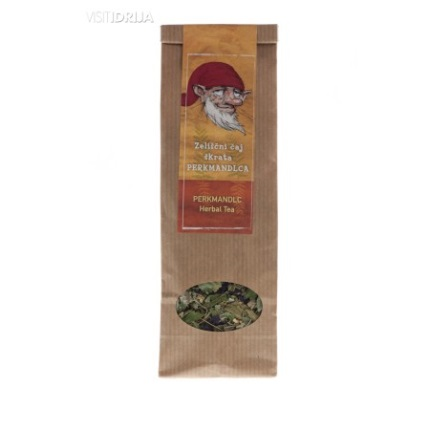 VISITIDRIJA
Zeliščni čaj
škrata
PERKMANDLCA
PERKMANDLC
Herbal Tea